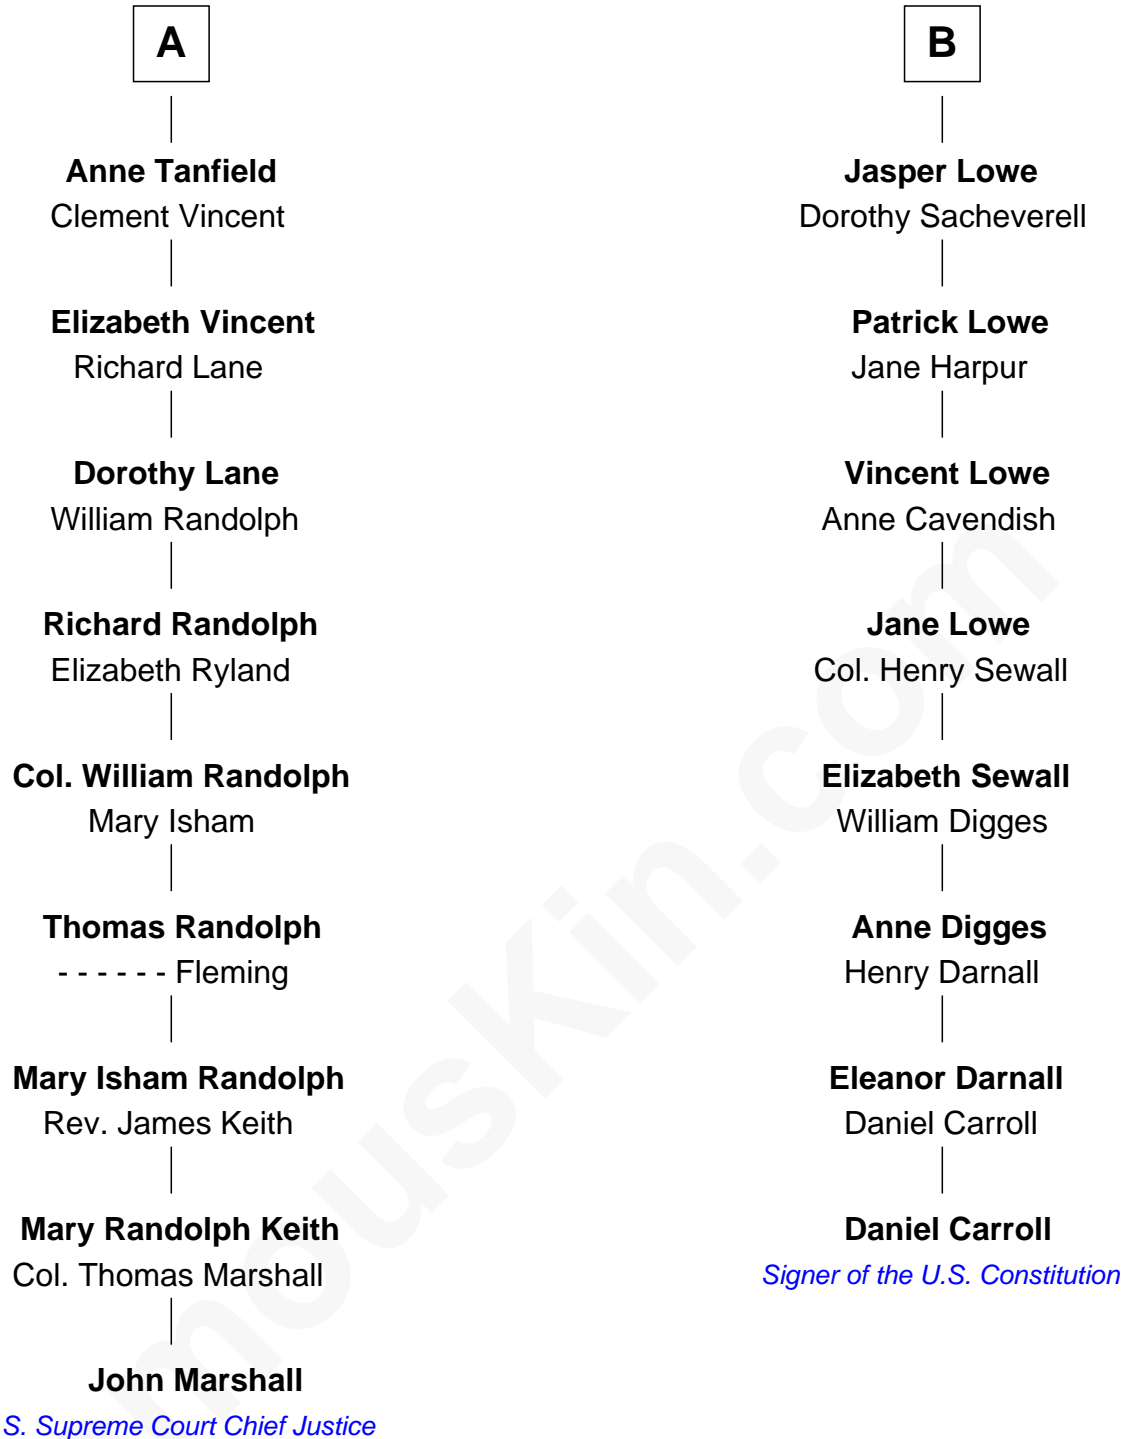 A
Anne Tanfield
Clement Vincent
Elizabeth Vincent
Richard Lane
Dorothy Lane
William Randolph
Richard Randolph
Elizabeth Ryland
Col. William Randolph
Mary Isham
Thomas Randolph
- - - - - - Fleming
Mary Isham Randolph
Rev. James Keith
Mary Randolph Keith
Col. Thomas Marshall
John Marshall
S. Supreme Court Chief Justice
B
Jasper Lowe
Dorothy Sacheverell
Patrick Lowe
Jane Harpur
Vincent Lowe
Anne Cavendish
Jane Lowe
Col. Henry Sewall
Elizabeth Sewall
William Digges
Anne Digges
Henry Darnall
Eleanor Darnall
Daniel Carroll
Daniel Carroll
Signer of the U.S. Constitution
mousKin.com